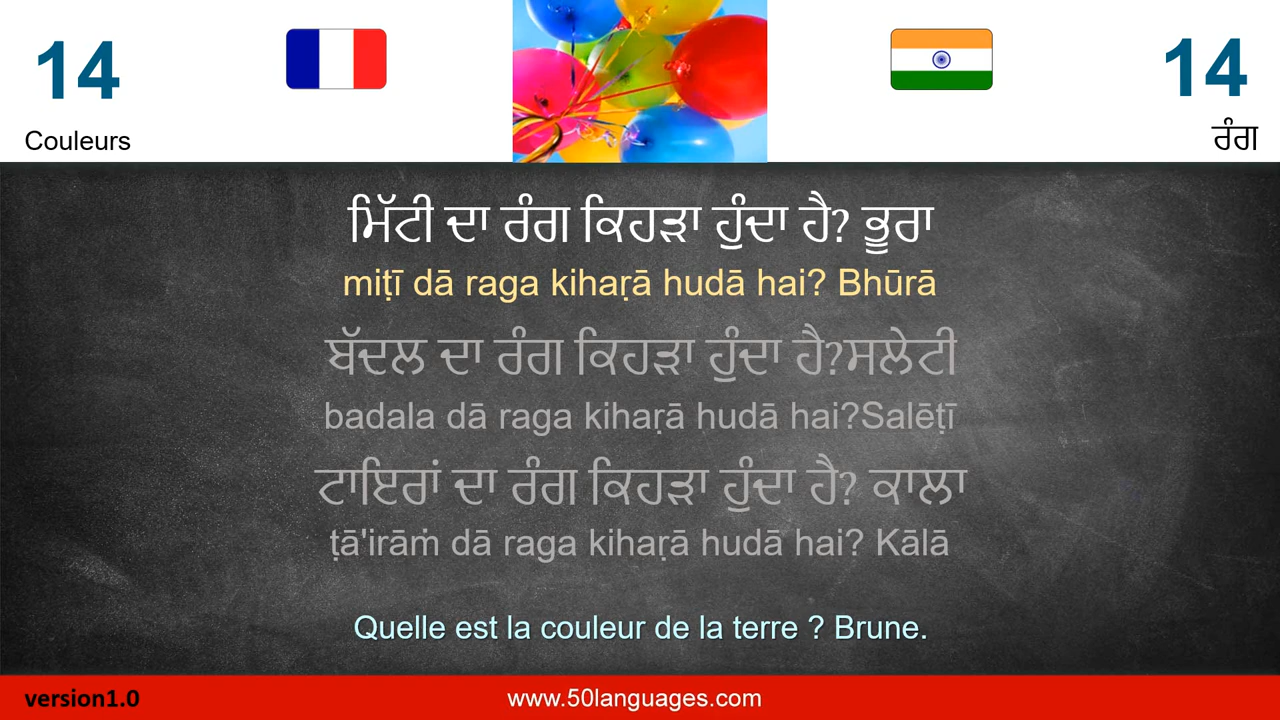 14
14
Couleurs
ਰੰਗ
ਮਿੱਟੀ ਦਾ ਰੰਗ ਕਿਹੜਾ ਹੁੰਦਾ ਹੈ? ਭੂਰਾ
miṭī dā raga kihaṛā hudā hai? Bhūrā
ਬੱਦਲ ਦਾ ਰੰਗ ਕਿਹੜਾ ਹੁੰਦਾ ਹੈ?ਸਲੇਟੀ
badala dā raga kihaṛā hudā hai?Salēṭī
ਟਾਇਰਾਂ ਦਾ ਰੰਗ ਕਿਹੜਾ ਹੁੰਦਾ ਹੈ? ਕਾਲਾ
ṭā'irāṁ dā raga kihaṛā hudā hai? Kālā
Quelle est la couleur de la terre ? Brune.
version1.0
www.50languages.com